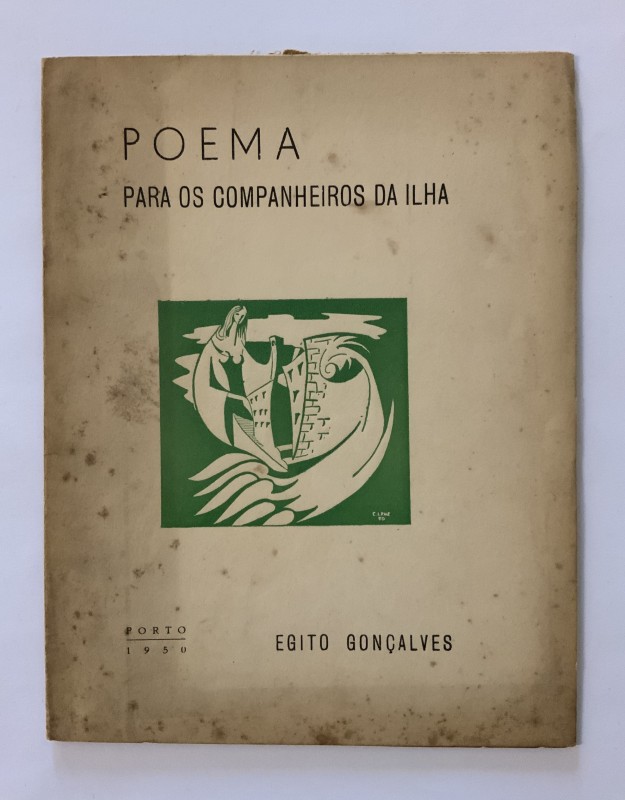 POEMA
PARA OS COMPANHEIROS DA ILHA
PORTO
1950
EGITO GONÇALVES